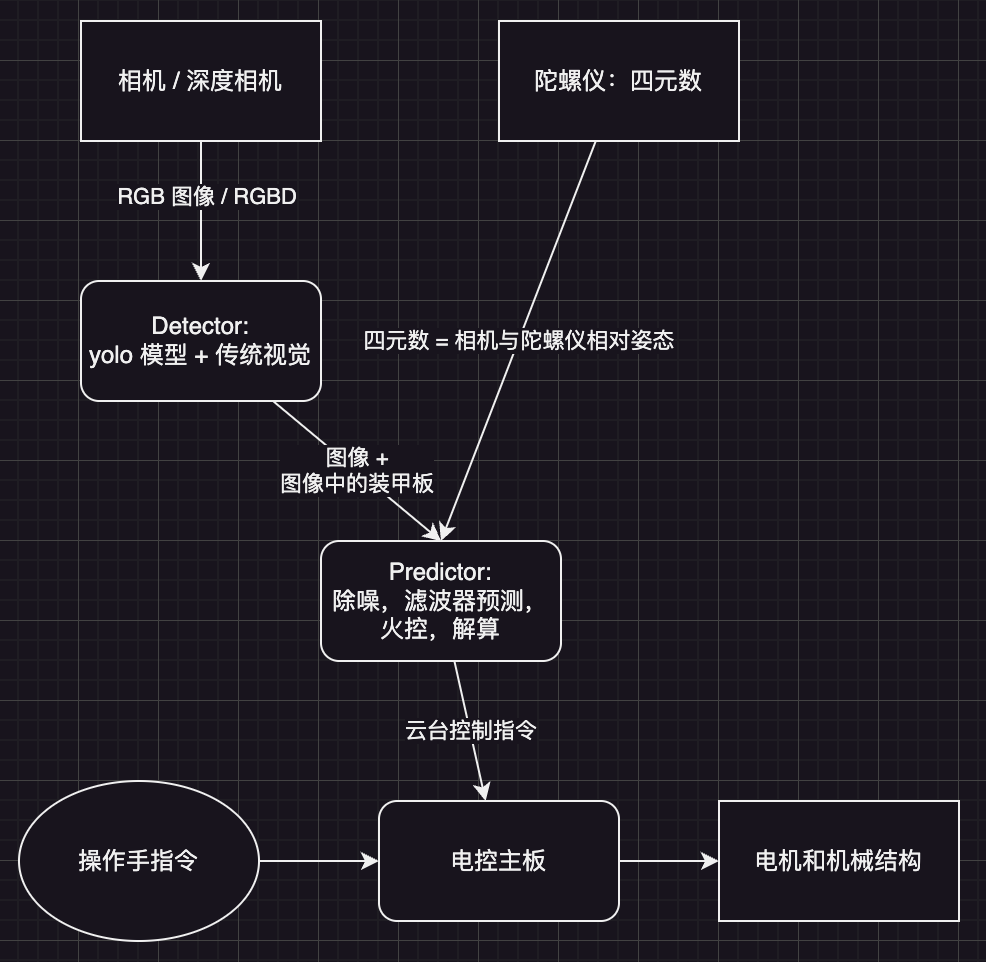 相机 / 深度相机
陀螺仪：四元数
RGB 图像 / RGBD
Detector:
yolo 模型 + 传统视觉
四元数 = 相机与陀螺仪相对姿态
图像 +
图像中的装甲板
Predictor:
除噪，滤波器预测，
火控，解算
云台控制指令
操作手指令
电控主板
电机和机械结构